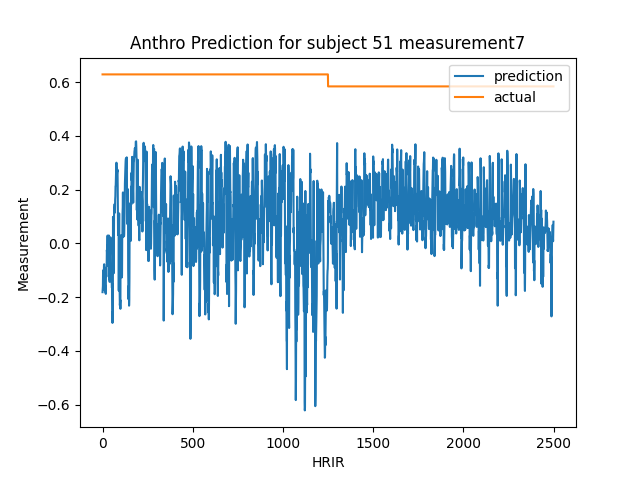 Anthro Prediction for subject 51 measurement7
prediction
actual
0.6
0.4
0.2
0.0
−0.2
−0.4
−0.6
Measurement
0 500 1000 1500 2000 2500
HRIR